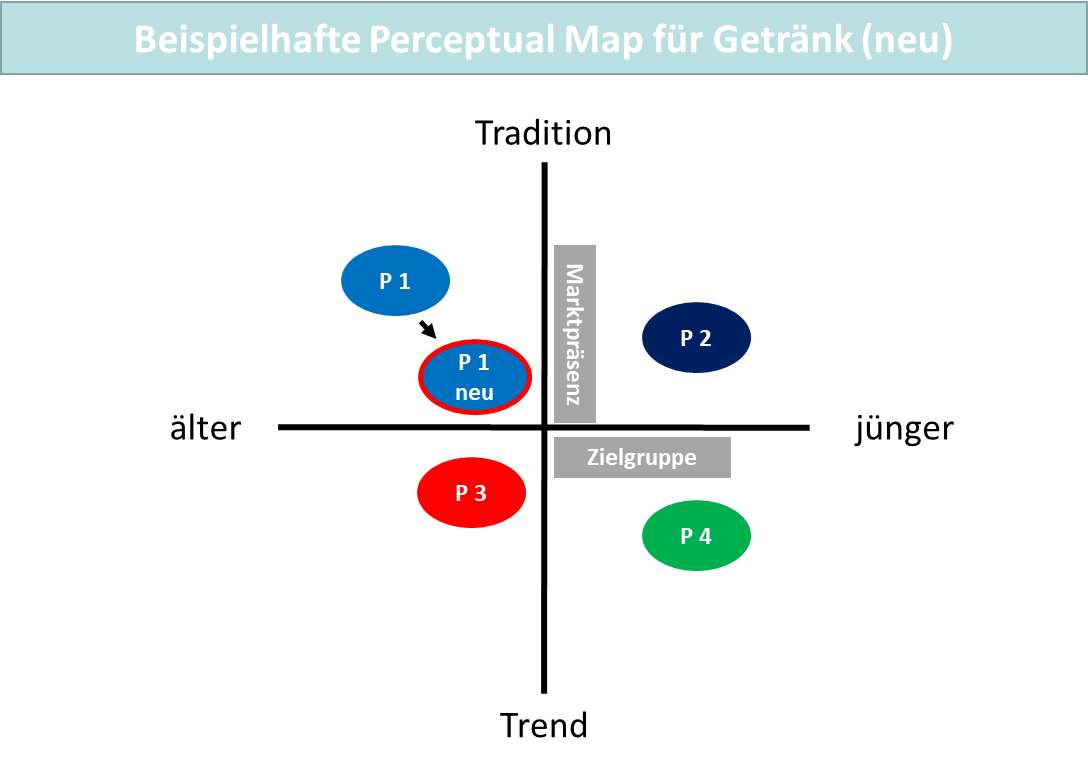 Beispielhafte Perceptual Map für Getränk (neu)
Tradition
P 1
Marktpräsenz
P 2
P 1
neu
älter
jünger
Zielgruppe
P 3
P 4
Trend